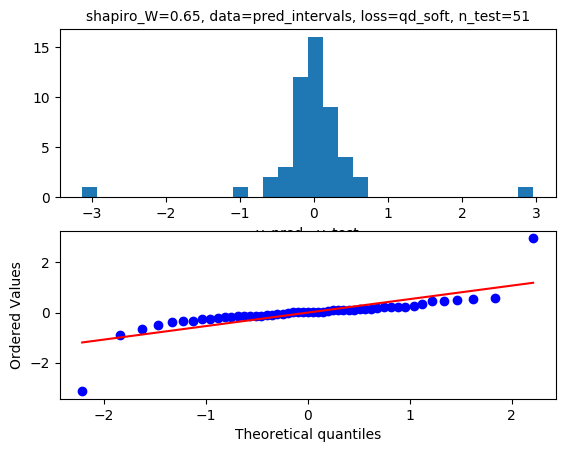 shapiro_W=0.65, data=pred_intervals, loss=qd_soft, n_test=51
15
10
5
0
−3 −2 −1 0 1 2 3
2
0
−2
Ordered Values
−2 −1 0 1 2
Theoretical quantiles